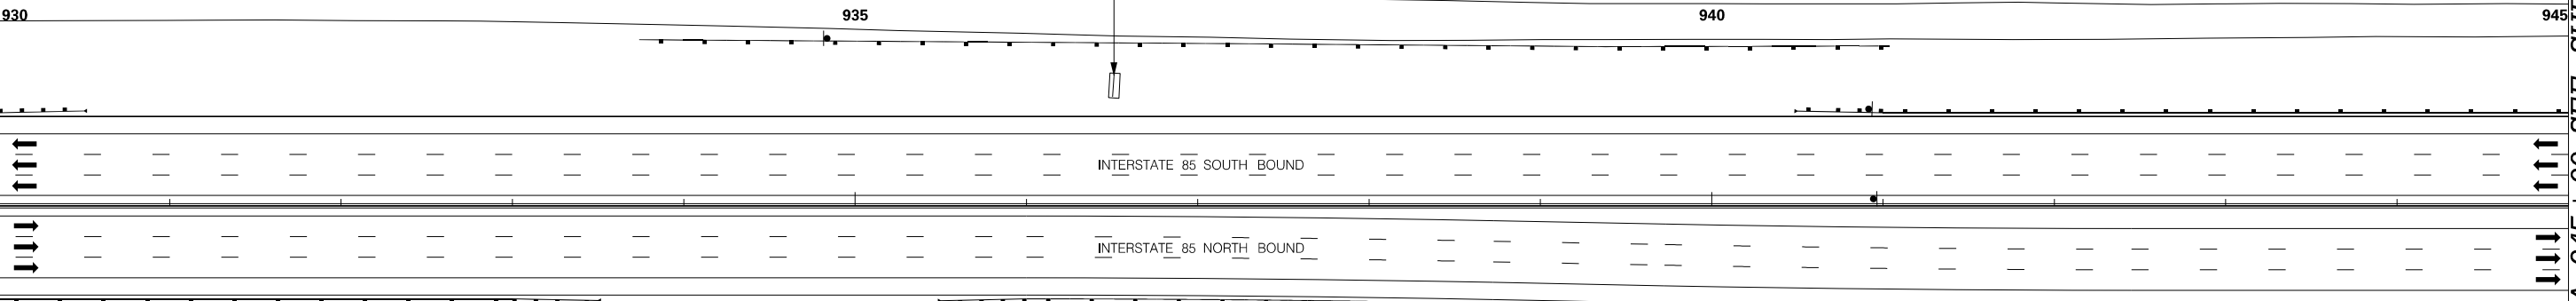 930 935 940 945
INTERSTATE 85 SOUTH BOUND
INTERSTATE 85 NORTH BOUND